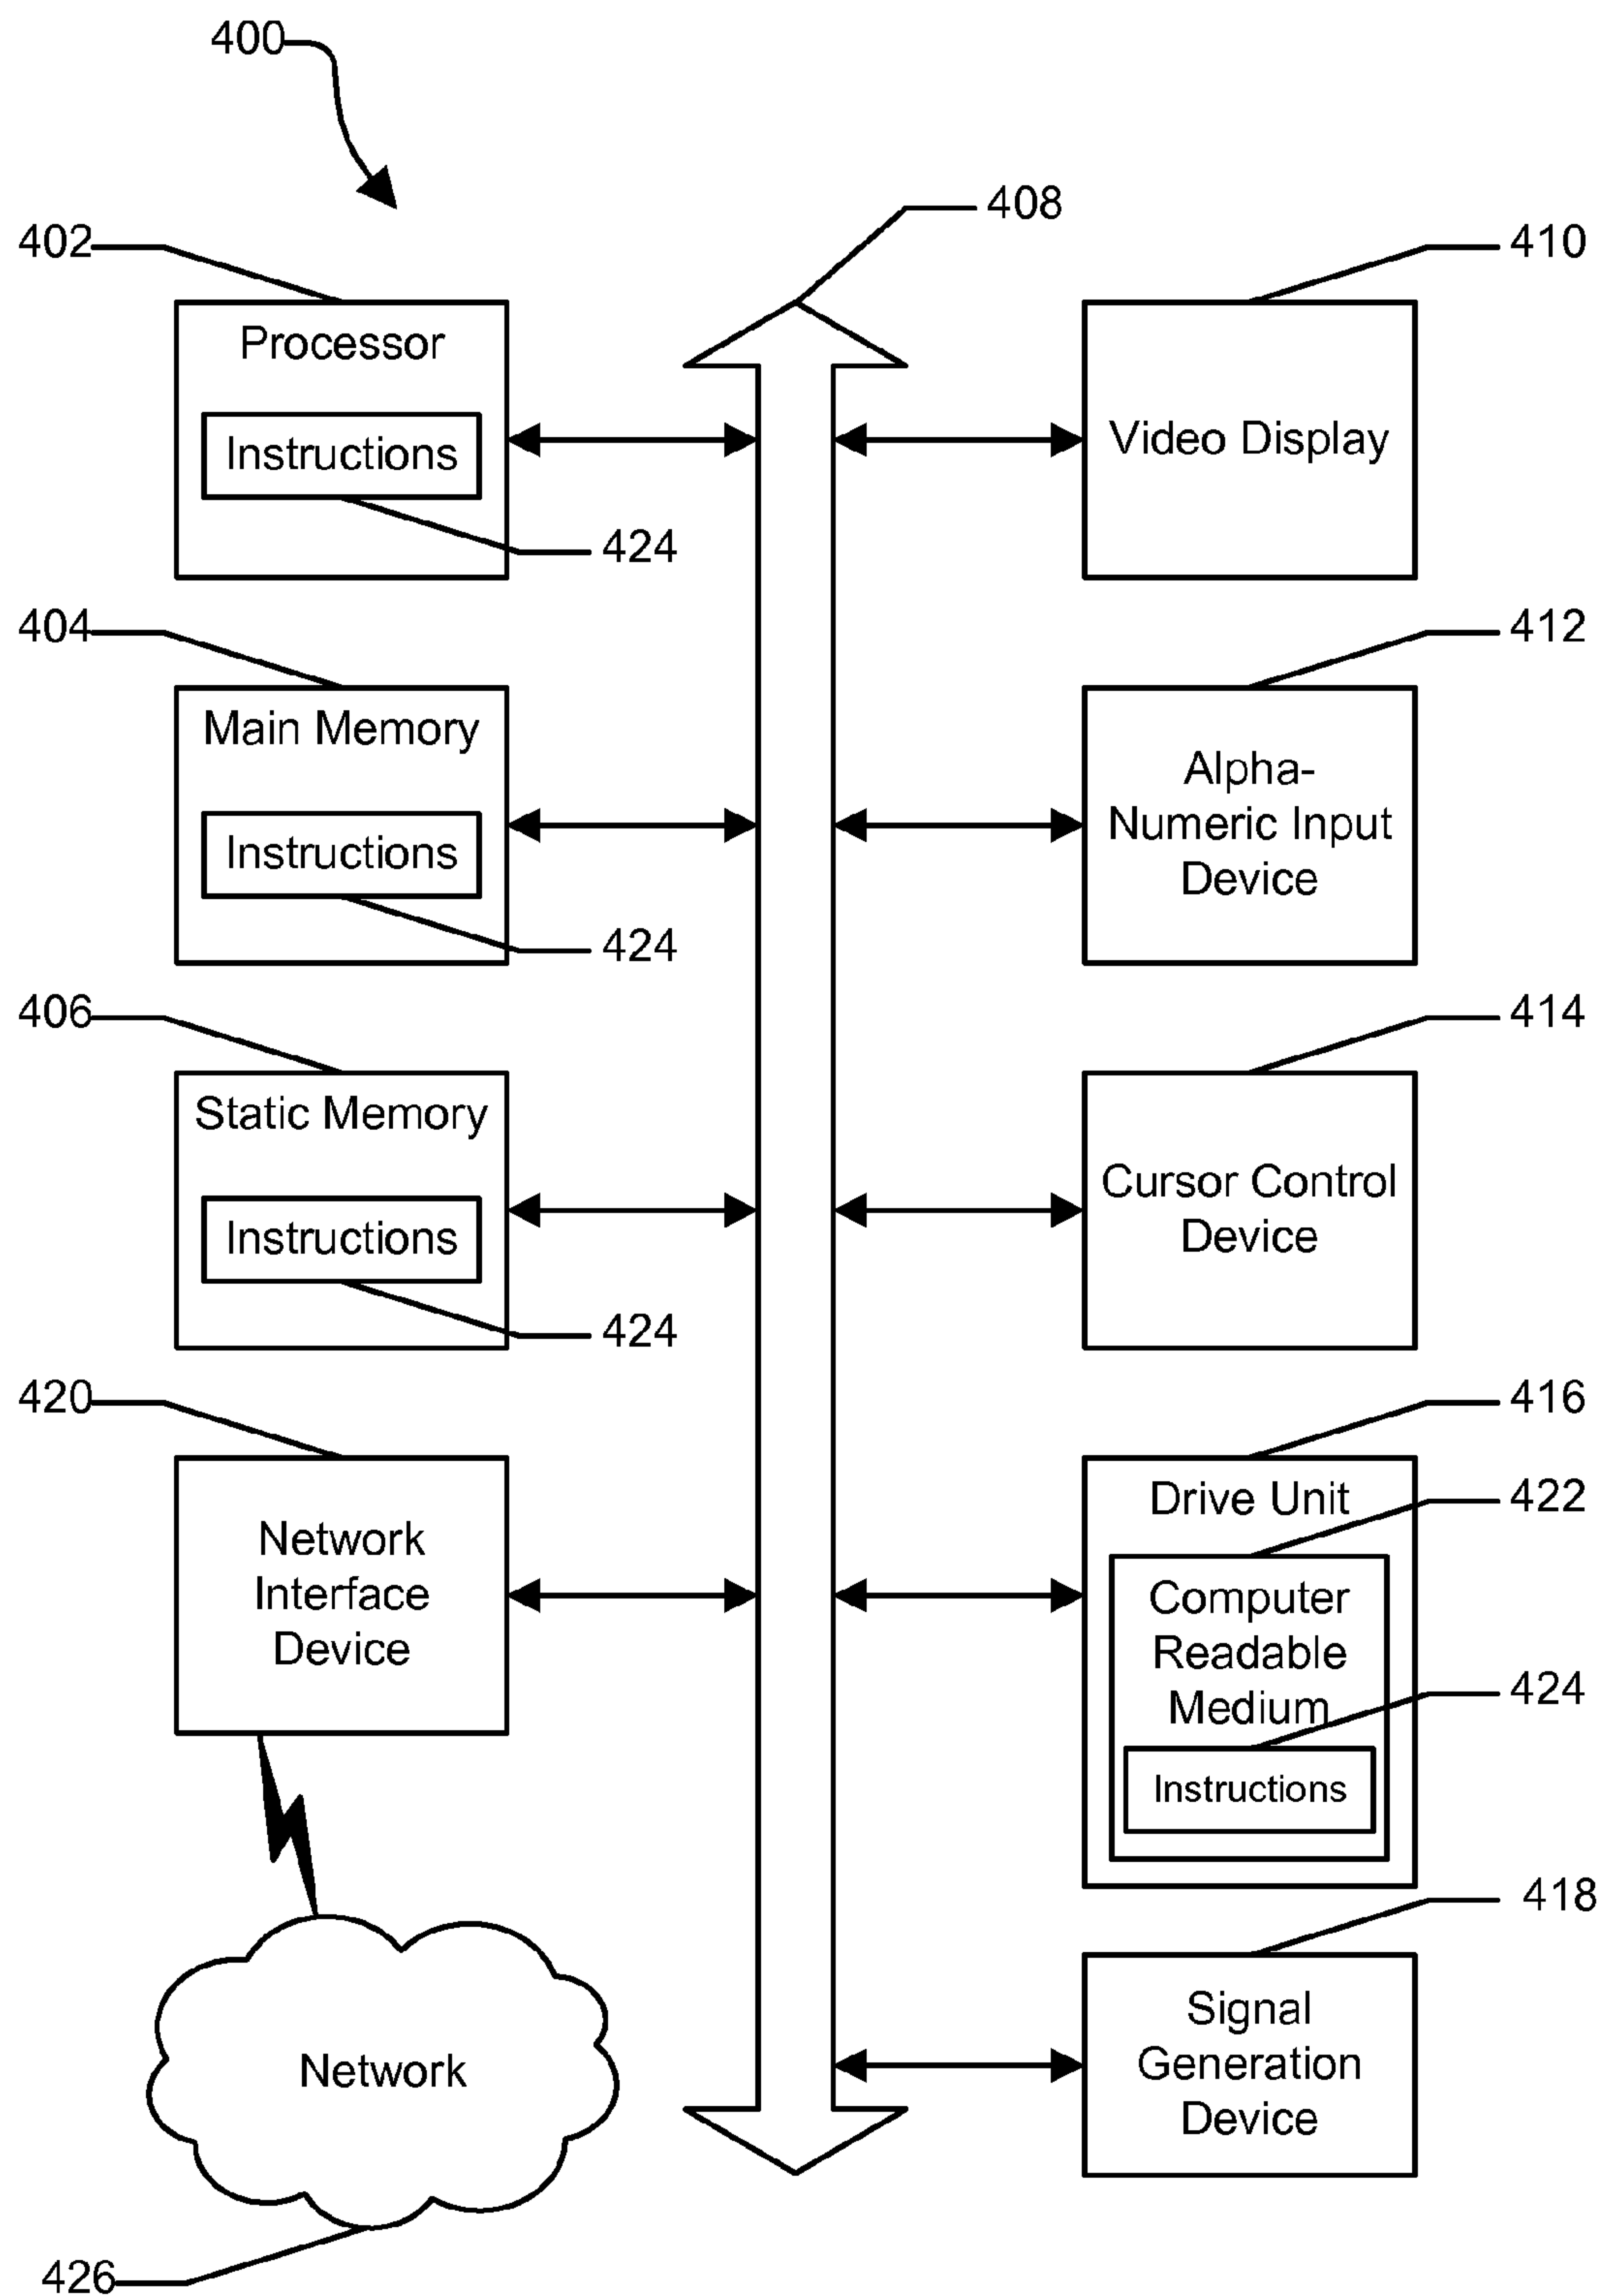 400
408
402
410
Processor
Instructions
Video Display
424
404
412
Main Memory
Instructions
Alpha-
Numeric Input
Device
424
406
414
Static Memory
Instructions
Cursor Control
Device
424
420
416
Network
Interface
Device
Drive Unit
422
Computer
Readable
Medium
424
Instructions
418
Network
Signal
Generation
Device
426